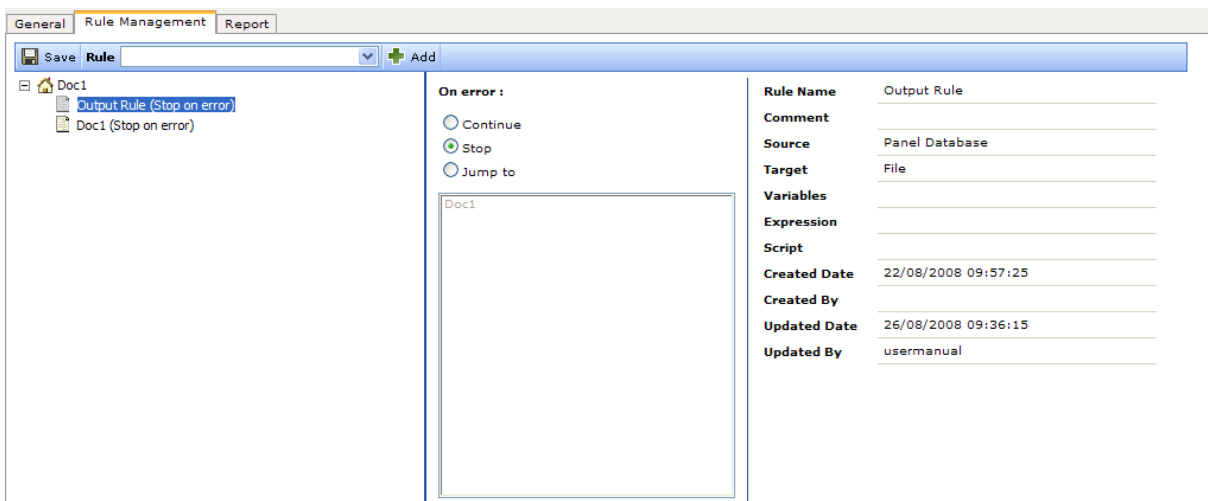 General Rule Management Report
Save Rule Add
Doc1
Output Rule (Stop on error)
Doc1 (Stop on error)
On error :
Continue
Stop
Jump to
Doc1
Rule Name Output Rule
Comment
Source Panel Database
Target File
Variables
Expression
Script
Created Date 22/08/2008 09:57:25
Created By
Updated Date 26/08/2008 09:36:15
Updated By usermanual